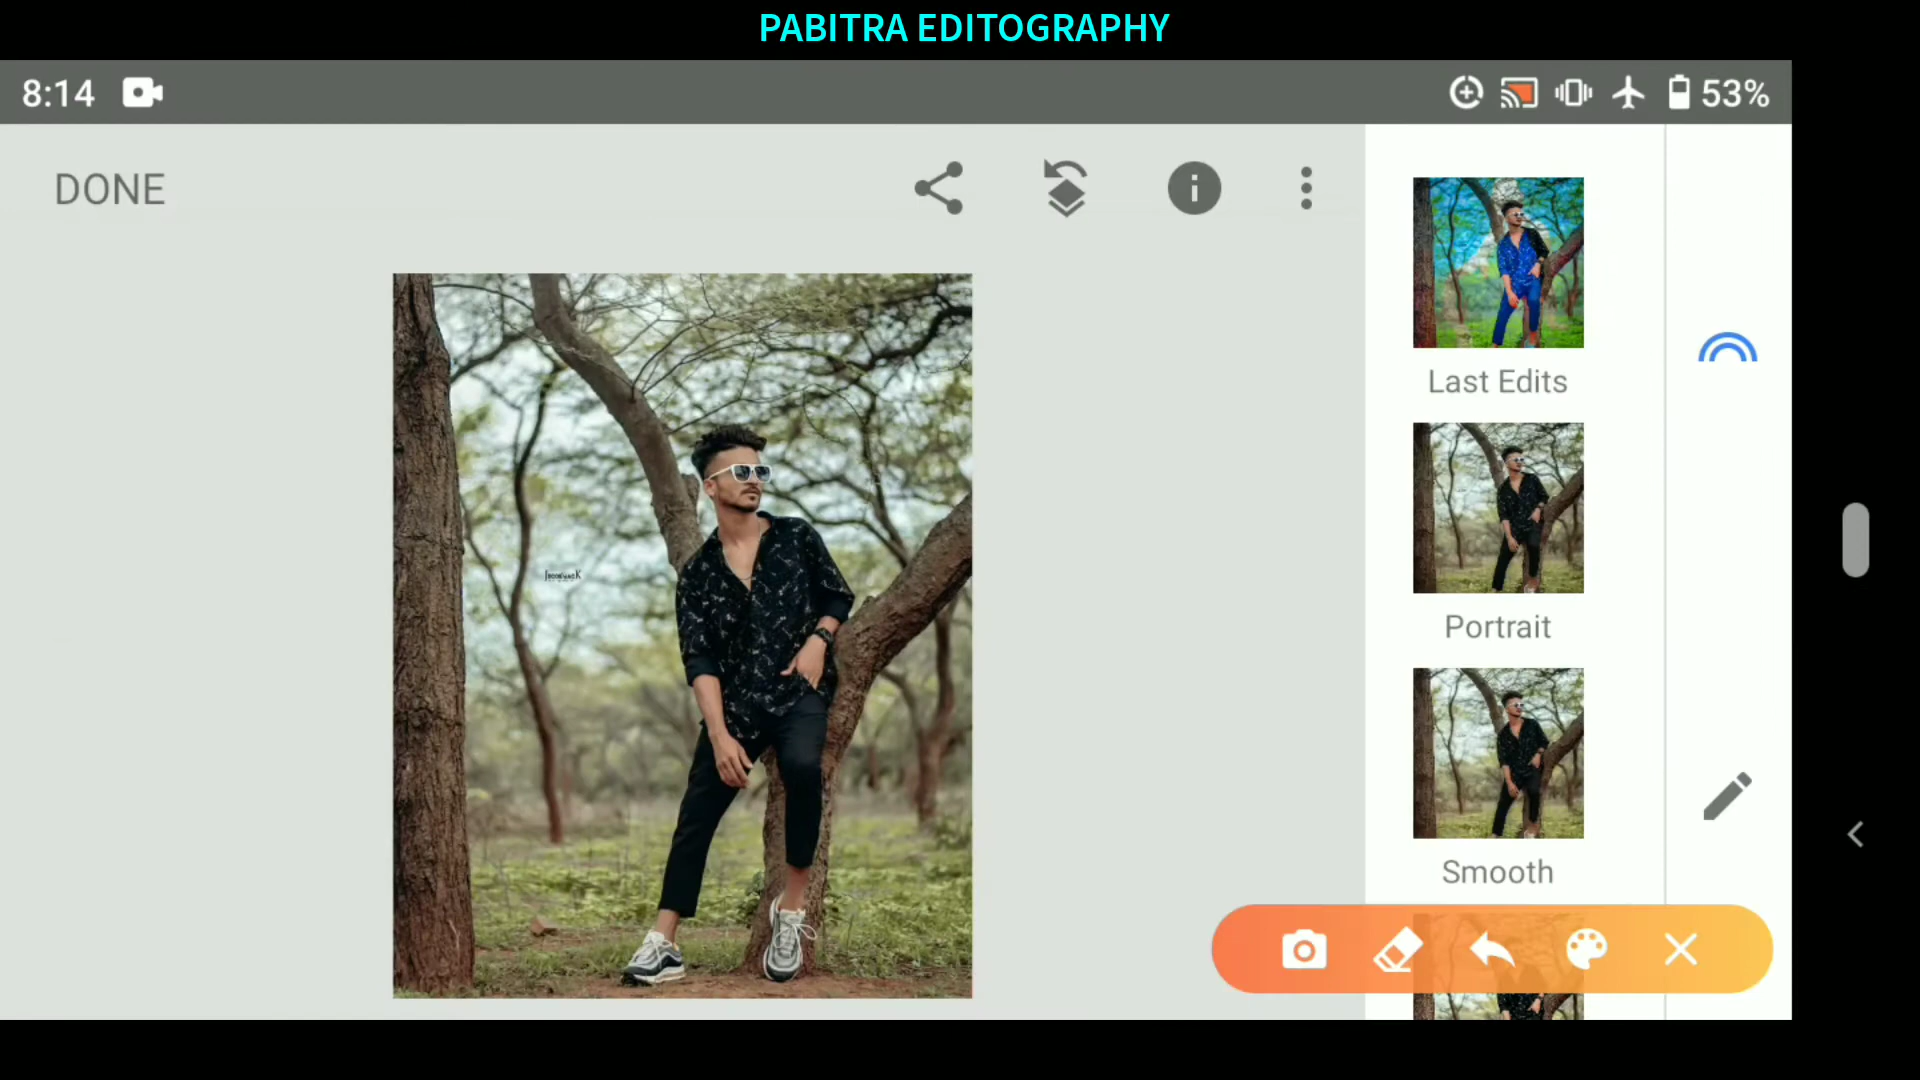 PABITRA EDITOGRAPHY
8:14
53%
DONE
Last Edits
Portrait
Smooth